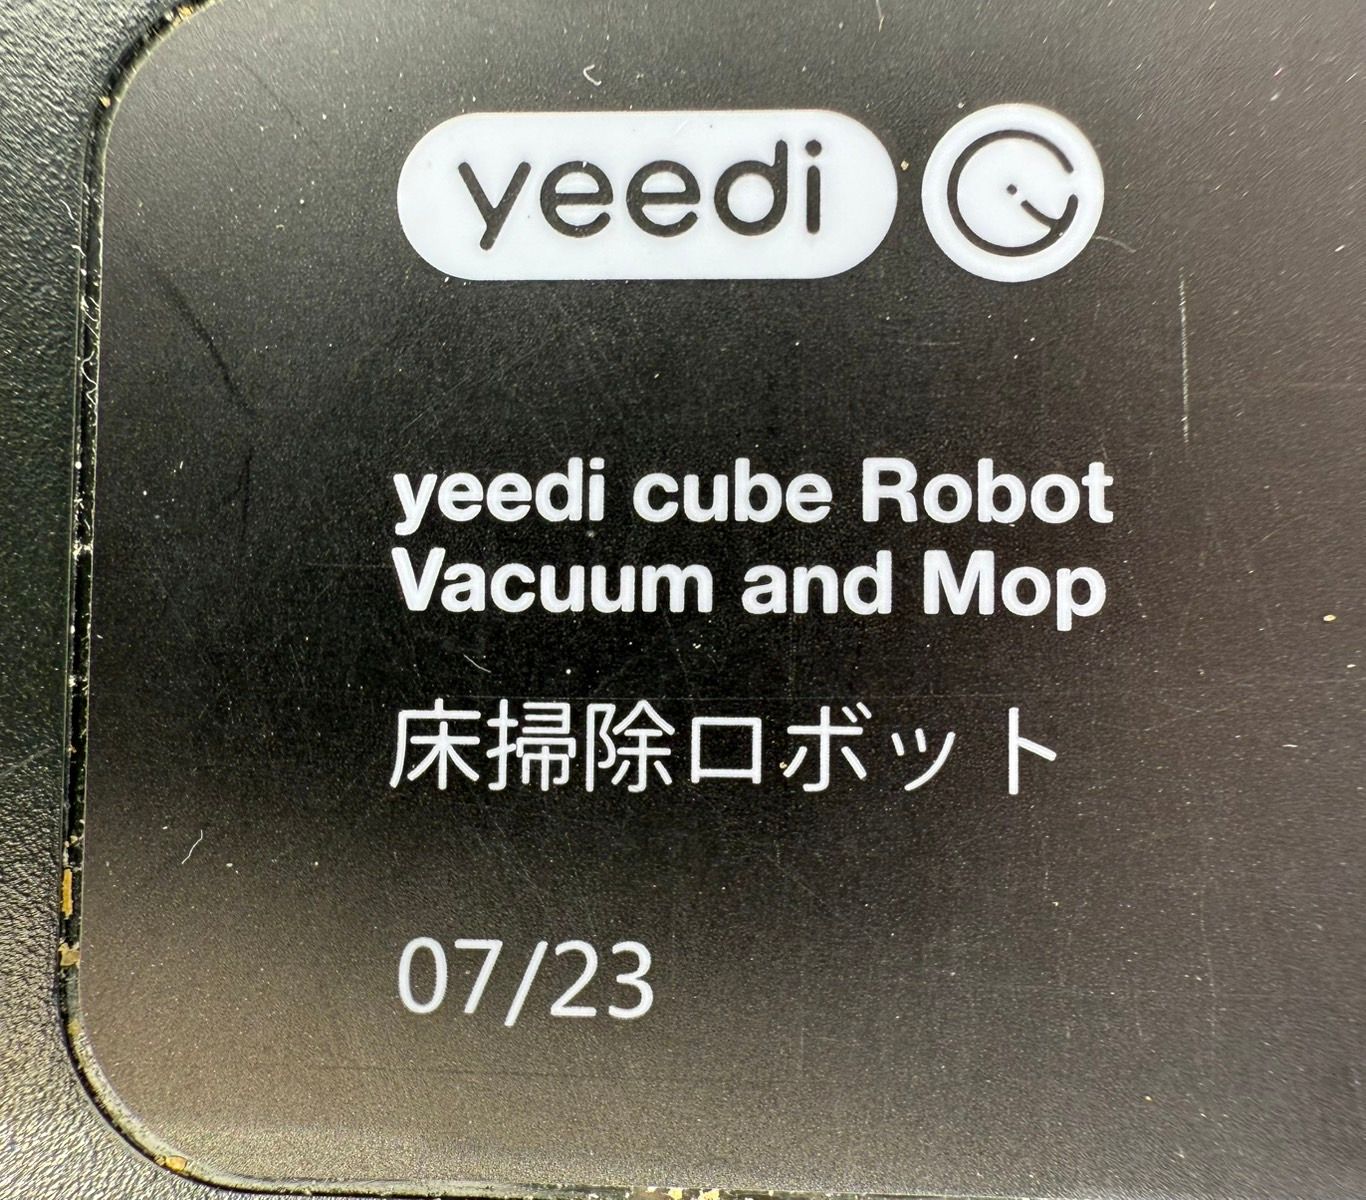 yeedi
yeedi cube Robot
Vacuum and Mop
床掃除ロボット
07/23